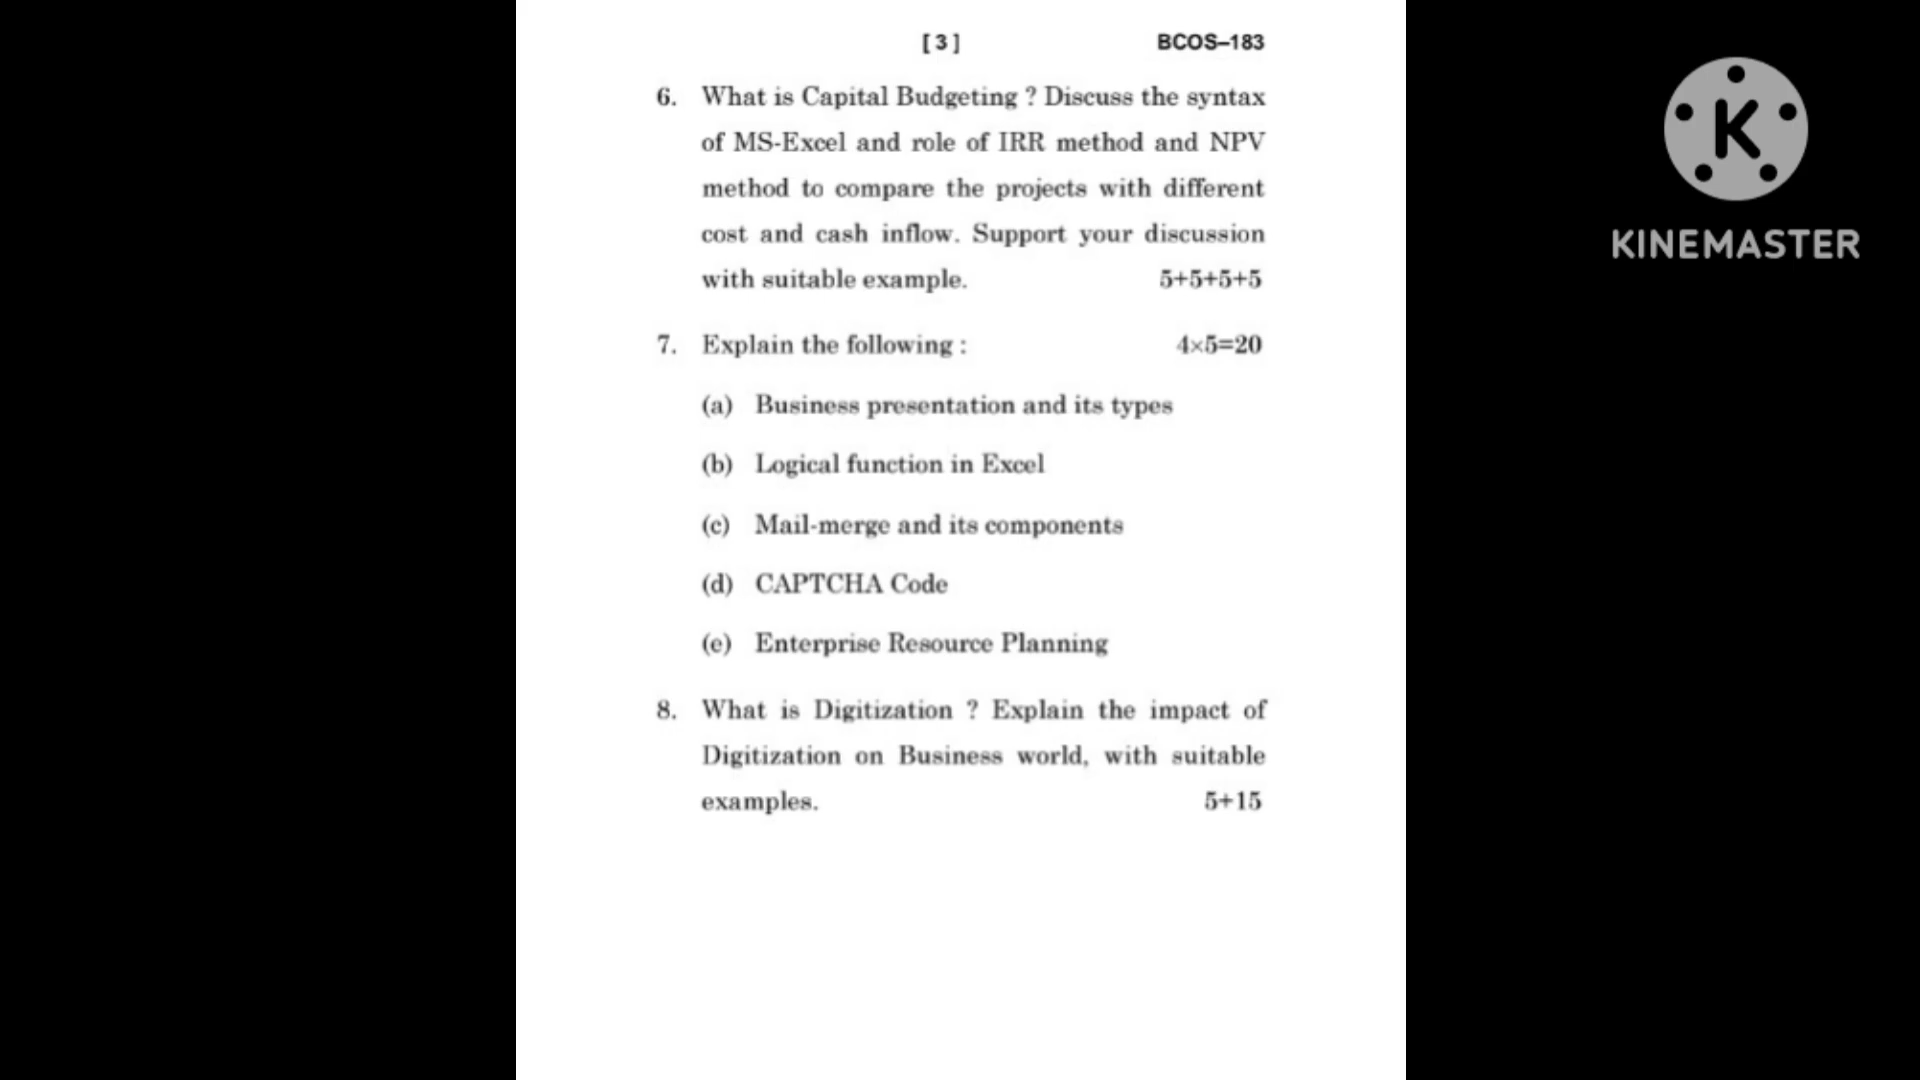 [ 3 ] BCOS–183
6. What is Capital Budgeting ? Discuss the syntax
of MS-Excel and role of IRR method and NPV
method to compare the projects with different
cost and cash inflow. Support your discussion
with suitable example. 5+5+5+5
7. Explain the following : 4×5=20
(a) Business presentation and its types
(b) Logical function in Excel
(c) Mail-merge and its components
(d) CAPTCHA Code
(e) Enterprise Resource Planning
8. What is Digitization ? Explain the impact of
Digitization on Business world, with suitable
examples. 5+15
K
KINEMASTER